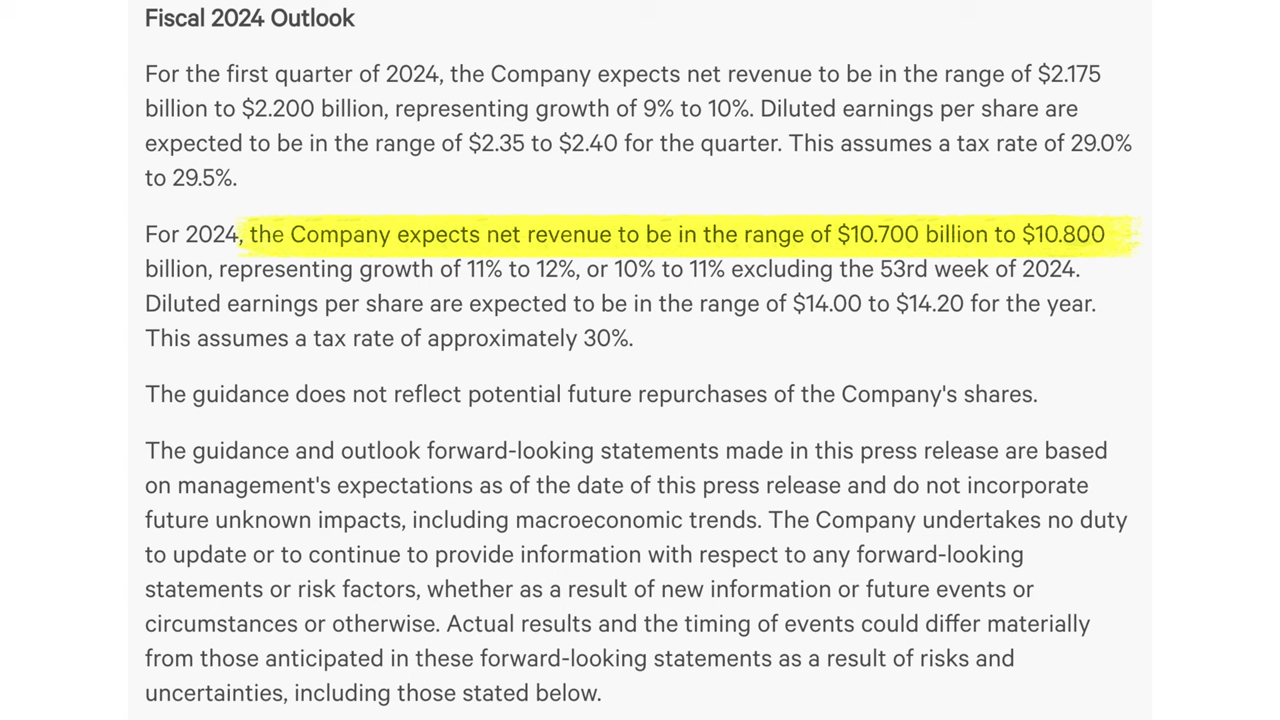 Fiscal 2024 Outlook
For the first quarter of 2024, the Company expects net revenue to be in the range of $2.175
billion to $2.200 billion, representing growth of 9% to 10%. Diluted earnings per share are
expected to be in the range of $2.35 to $2.40 for the quarter. This assumes a tax rate of 29.0%
to 29.5%.
For 2024, the Company expects net revenue to be in the range of $10.700 billion to $10.800
billion, representing growth of 11% to 12%, or 10% to 11% excluding the 53rd week of 2024.
Diluted earnings per share are expected to be in the range of $14.00 to $14.20 for the year.
This assumes a tax rate of approximately 30%.
The guidance does not reflect potential future repurchases of the Company's shares.
The guidance and outlook forward-looking statements made in this press release are based
on management's expectations as of the date of this press release and do not incorporate
future unknown impacts, including macroeconomic trends. The Company undertakes no duty
to update or to continue to provide information with respect to any forward-looking
statements or risk factors, whether as a result of new information or future events or
circumstances or otherwise. Actual results and the timing of events could differ materially
from those anticipated in these forward-looking statements as a result of risks and
uncertainties, including those stated below.